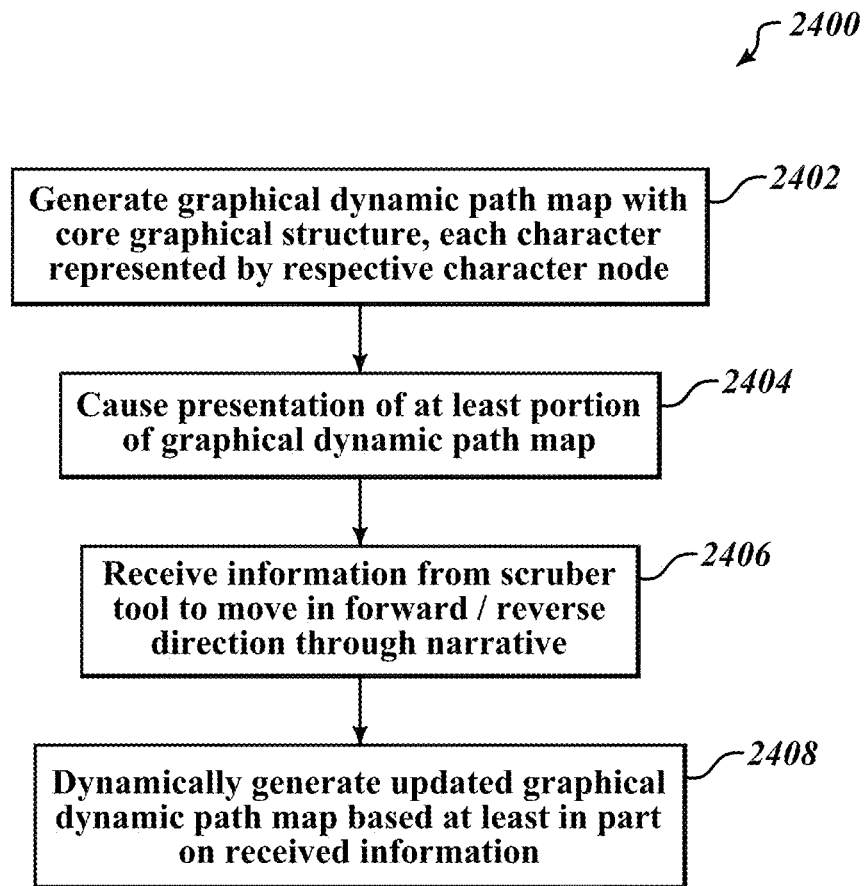 2400
2402
Generate graphical dynamic path map with
core graphical structure, each character
represented by respective character node
2404
Cause presentation of at least portion
of graphical dynamic path map
2406
Receive information from scruber
tool to move in forward / reverse
direction through narrative
2408
Dynamically generate updated graphical
dynamic path map based at least in part
on received information